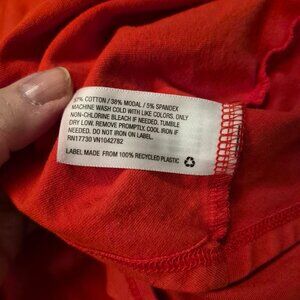 57% COTTON / 38% MODAL / 5% SPANDEX
MACHINE WASH COLD WITH LIKE COLORS. ONLY
NON-CHLORINE BLEACH IF NEEDED. TUMBLE
DRY LOW. REMOVE PROMPTLY. COOL IRON IF
NEEDED. DO NOT IRON ON LABEL.
RN17730 VN1042782
LABEL MADE FROM 100% RECYCLED PLASTIC